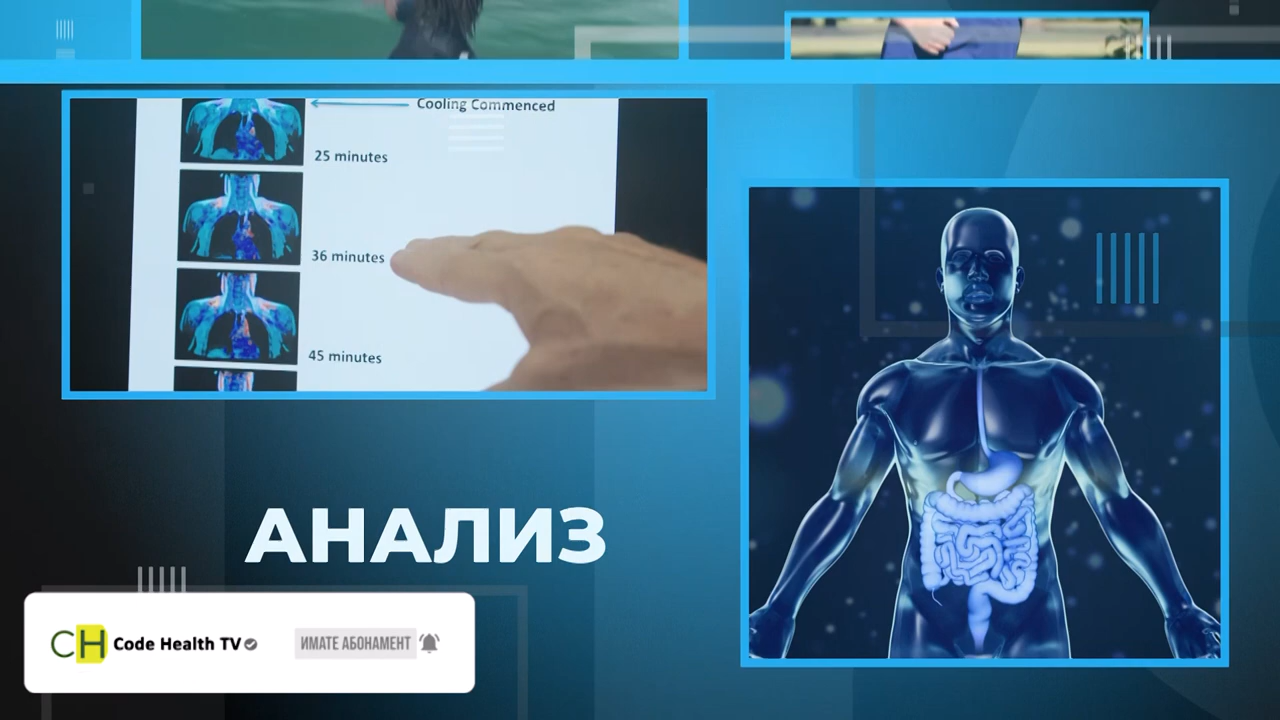 Cooling Commenced
25 minutes
36 minutes
45 minutes
АНАЛИЗ
CH Code Health TV
ИМАТЕ АБОНАМЕНТ